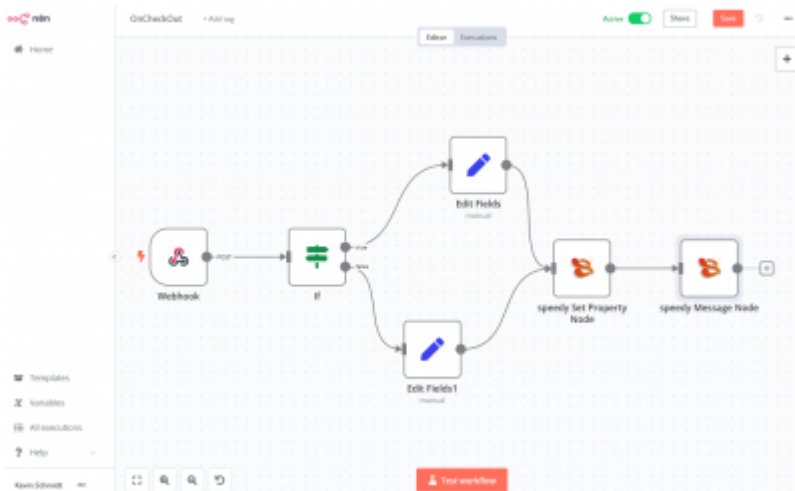 n8n
OnCheckOut
+ Add tag
Active
Share
Save
Editor
Executions
Home
Edit Fields
manual
POST
true
false
Webhook
If
speedy Set Property
Node
speedy Message Node
Edit Fields1
manual
Templates
Variables
All executions
Help
Kevin Schmidt
Test workflow